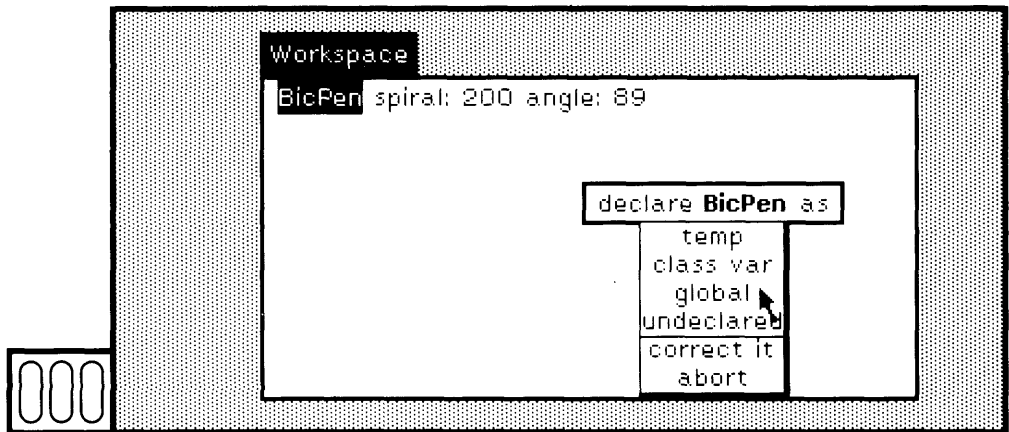 Workspace
BicPen spiral: 200 angle: 89
declare BicPen as
temp
class var
global
undeclared
correct it
abort